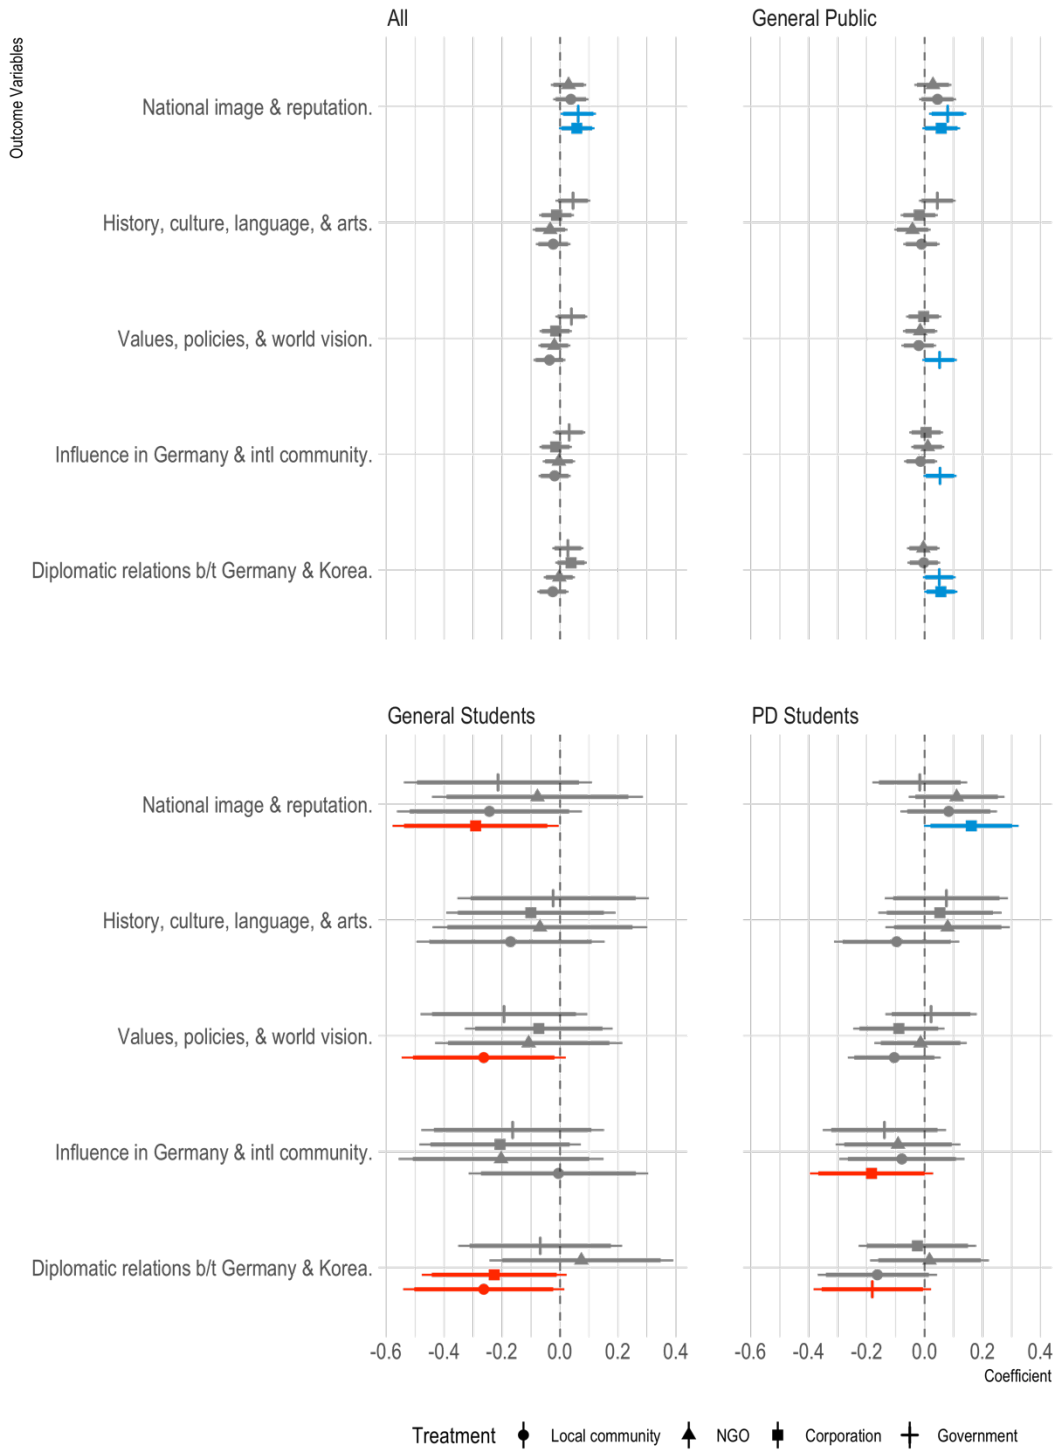 All
General Public
Outcome Variables
National image & reputation.
History, culture, language, & arts.
Values, policies, & world vision.
Influence in Germany & intl community.
Diplomatic relations b/t Germany & Korea.
General Students
PD Students
National image & reputation.
History, culture, language, & arts.
Values, policies, & world vision.
Influence in Germany & intl community.
Diplomatic relations b/t Germany & Korea.
-0.6 -0.4 -0.2 0.0 0.2 0.4
-0.6 -0.4 -0.2 0.0 0.2 0.4
Coefficient
Treatment Local community NGO Corporation Government